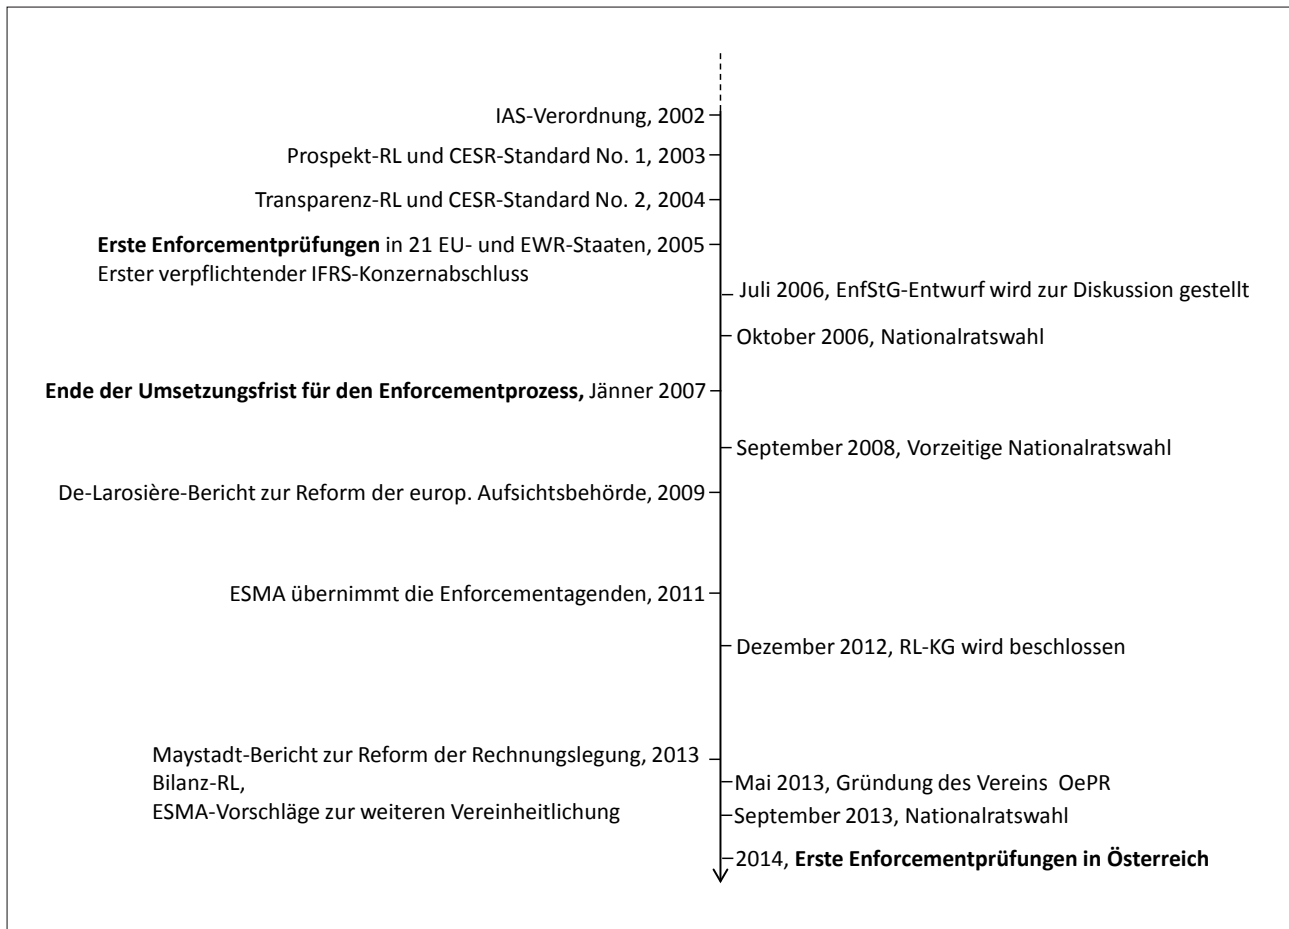 IAS-Verordnung, 2002
Prospekt-RL und CESR-Standard No. 1, 2003
Transparenz-RL und CESR-Standard No. 2, 2004
Erste Enforcementprüfungen in 21 EU- und EWR-Staaten, 2005
Erster verpflichtender IFRS-Konzernabschluss
Juli 2006, EnfStG-Entwurf wird zur Diskussion gestellt
Oktober 2006, Nationalratswahl
Ende der Umsetzungsfrist für den Enforcementprozess, Jänner 2007
September 2008, Vorzeitige Nationalratswahl
De-Larosière-Bericht zur Reform der europ. Aufsichtsbehörde, 2009
ESMA übernimmt die Enforcementagenden, 2011
Dezember 2012, RL-KG wird beschlossen
Maystadt-Bericht zur Reform der Rechnungslegung, 2013
Bilanz-RL,
ESMA-Vorschläge zur weiteren Vereinheitlichung
Mai 2013, Gründung des Vereins OePR
September 2013, Nationalratswahl
2014, Erste Enforcementprüfungen in Österreich